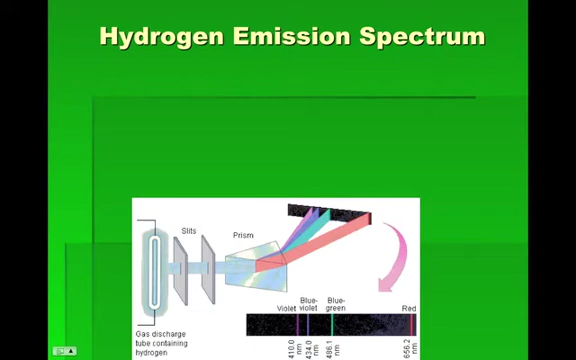 Hydrogen Emission Spectrum
Slits
Prism
Gas discharge
tube containing
hydrogen
Violet
Blue-
violet
Blue-
green
Red
410.0
nm
434.0
nm
486.1
nm
656.2
nm